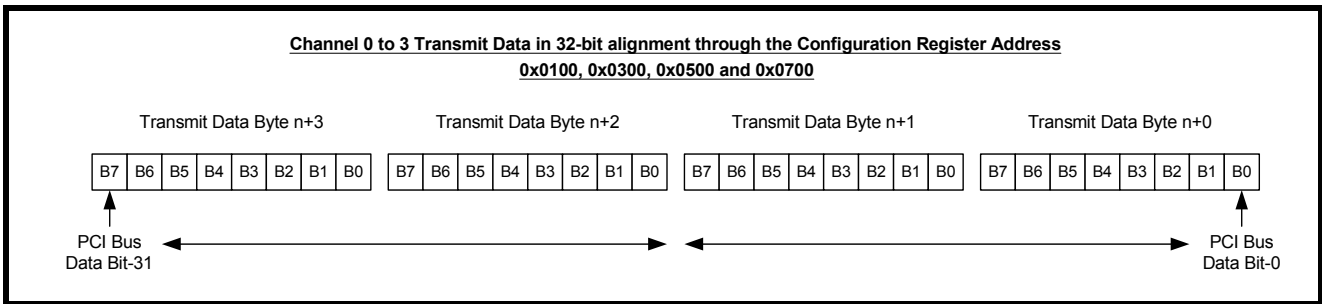 Channel 0 to 3 Transmit Data in 32-bit alignment through the Configuration Register Address
0x0100, 0x0300, 0x0500 and 0x0700
Transmit Data Byte n+3 Transmit Data Byte n+2 Transmit Data Byte n+1 Transmit Data Byte n+0
B7 B6 B5 B4 B3 B2 B1 B0 B7 B6 B5 B4 B3 B2 B1 B0 B7 B6 B5 B4 B3 B2 B1 B0 B7 B6 B5 B4 B3 B2 B1 B0
PCI Bus PCI Bus
Data Bit-31 Data Bit-0